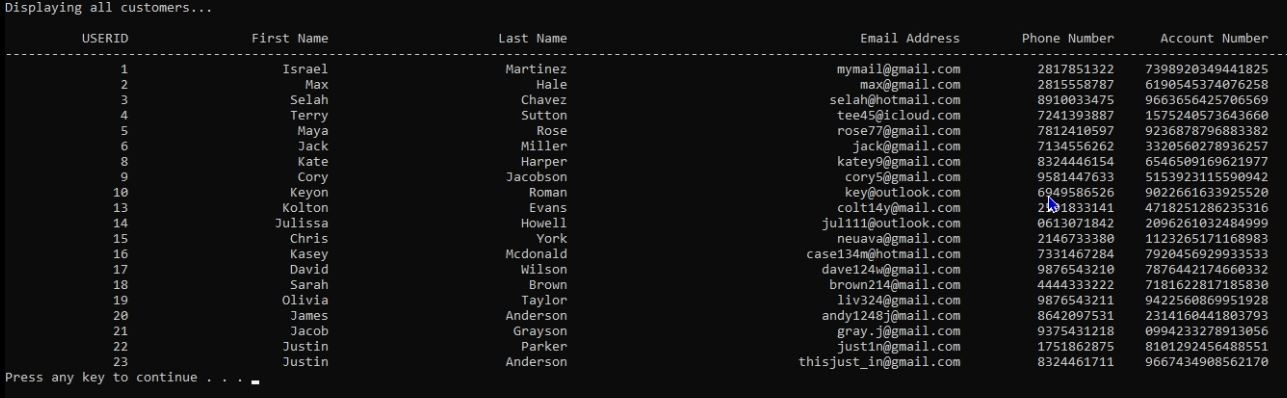 Displaying all customers...
USERID First Name Last Name Email Address Phone Number Account Number
--------------------------------------------------------------------------------------------------------------------------------------------------------------------
1 Israel Martinez mymail@gmail.com 2817851322 7398920349441825
2 Max Hale max@gmail.com 2815558787 6190545374076258
3 Selah Chavez selah@hotmail.com 8910033475 9663656425706569
4 Terry Sutton tee45@icloud.com 7241393887 1575240573643660
5 Maya Rose rose77@gmail.com 7812410597 9236878796883382
6 Jack Miller jack@gmail.com 7134556262 3320560278936257
8 Kate Harper katey9@gmail.com 8324446154 6546509169621977
9 Cory Jacobson cory5@gmail.com 9581447633 5153923115590942
10 Keyon Roman key@outlook.com 6949586526 9022661633925520
13 Kolton Evans colt14y@mail.com 4718251286235316
14 Julissa Howell jul111@outlook.com 0613071842 2096261032484999
15 Chris York neuava@gmail.com 2146733380 1123265171168983
16 Kasey Mcdonald case134m@hotmail.com 7331467284 7920456929933533
17 David Wilson dave124w@gmail.com 9876543210 7876442174660332
18 Sarah Brown brown214@mail.com 4444333222 7181622817185830
19 Olivia Taylor liv324@gmail.com 9876543211 9422560869951928
20 James Anderson andy1248j@mail.com 8642097531 2314160441803793
21 Jacob Grayson gray.j@gmail.com 9375431218 0994233278913056
22 Justin Parker just1n@gmail.com 1751862875 8101292456488551
23 Justin Anderson thisjust_in@gmail.com 8324461711 9667434908562170
Press any key to continue . . .